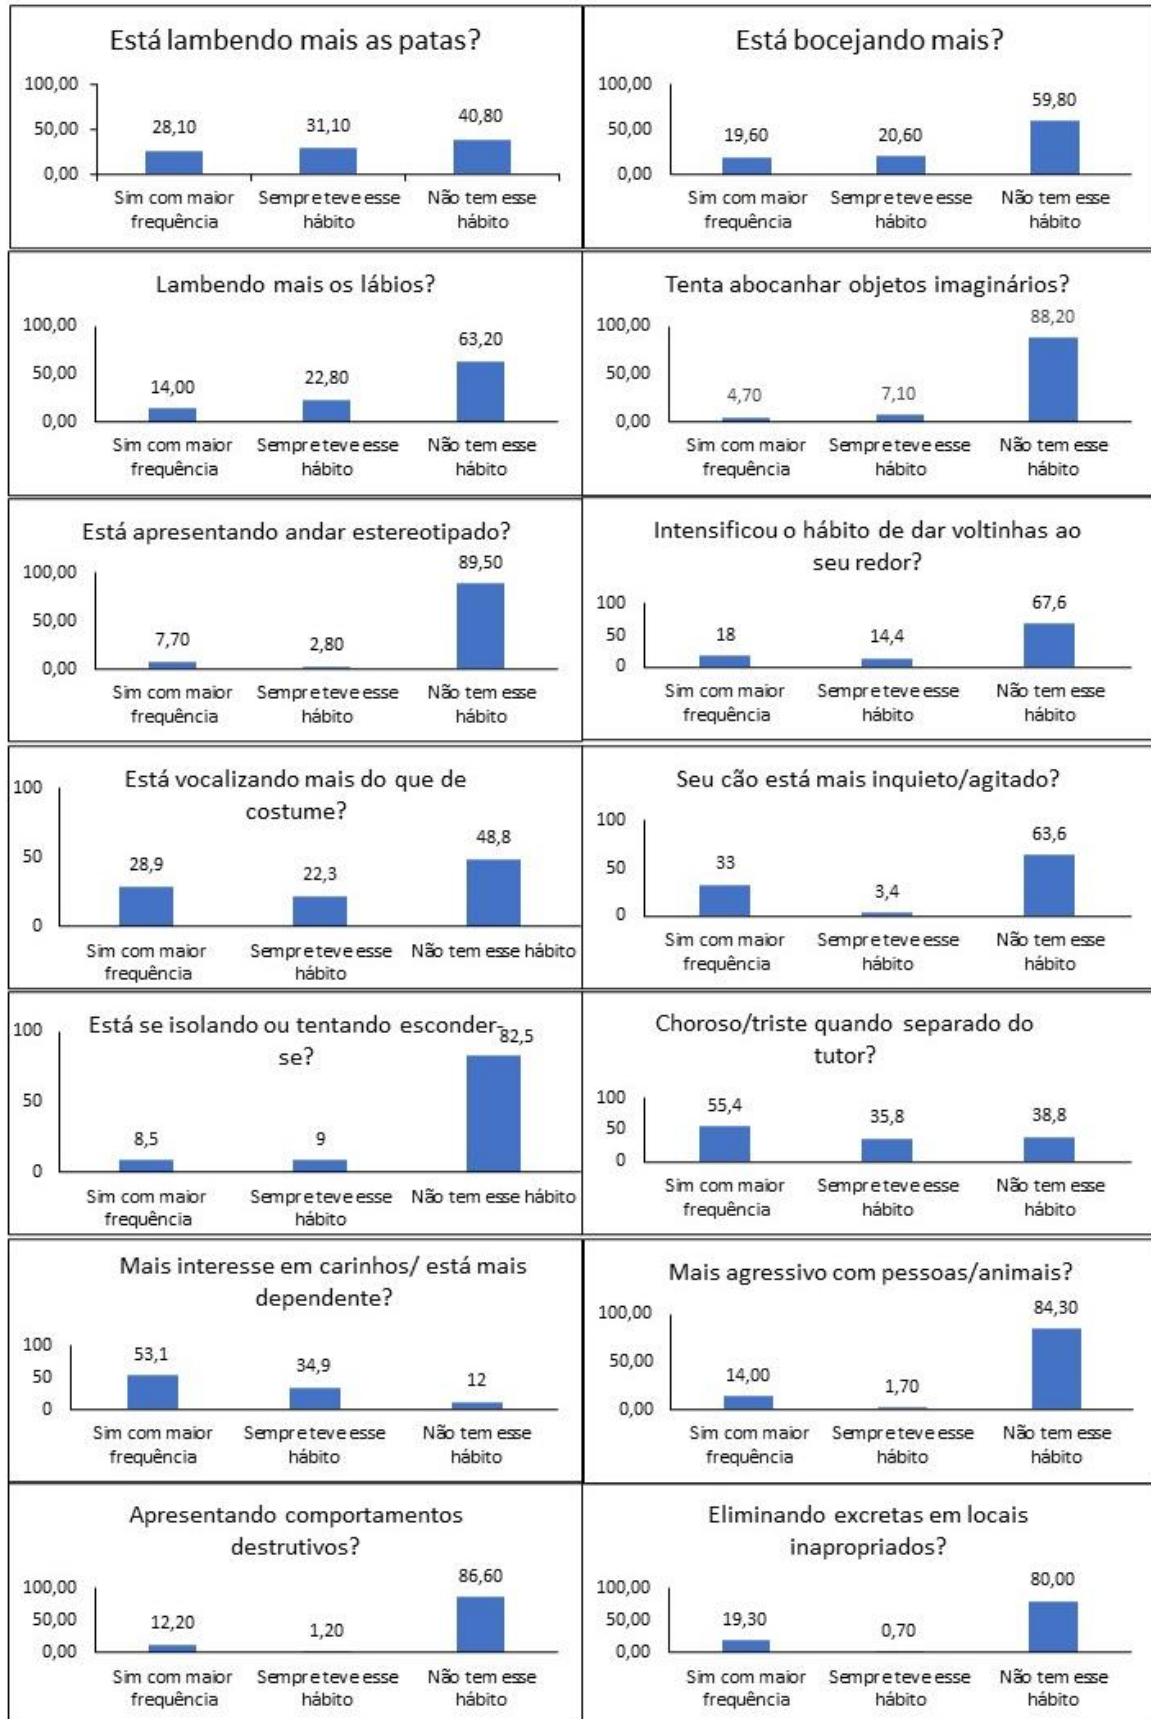 Está lambendo mais as patas?
100,00
50,00
0,00
28,10
31,10
40,80
Sim com maior
frequência
Sempre teve esse
hábito
Não tem esse
hábito
Está bocejando mais?
100,00
50,00
0,00
19,60
20,60
59,80
Sim com maior
frequência
Sempre teve esse
hábito
Não tem esse
hábito
Lambendo mais os lábios?
100,00
50,00
0,00
14,00
22,80
63,20
Sim com maior
frequência
Sempre teve esse
hábito
Não tem esse
hábito
Tenta abocanhar objetos imaginários?
100,00
50,00
0,00
4,70
7,10
88,20
Sim com maior
frequência
Sempre teve esse
hábito
Não tem esse
hábito
Está apresentando andar estereotipado?
100,00
50,00
0,00
7,70
2,80
89,50
Sim com maior
frequência
Sempre teve esse
hábito
Não tem esse
hábito
Intensificou o hábito de dar voltinhas ao
seu redor?
100
50
0
18
14,4
67,6
Sim com maior
frequência
Sempre teve esse
hábito
Não tem esse
hábito
Está vocalizando mais do que de
costume?
100
50
0
28,9
22,3
48,8
Sim com maior
frequência
Sempre teve esse
hábito
Não tem esse hábito
Seu cão está mais inquieto/agitado?
100
50
0
33
3,4
63,6
Sim com maior
frequência
Sempre teve esse
hábito
Não tem esse
hábito
Está se isolando ou tentando esconder-
se?
100
50
0
8,5
9
82,5
Sim com maior
frequência
Sempre teve esse
hábito
Não tem esse hábito
Choroso/triste quando separado do
tutor?
100
50
0
55,4
35,8
38,8
Sim com maior
frequência
Sempre teve esse
hábito
Não tem esse
hábito
Mais interesse em carinhos/ está mais
dependente?
100
50
0
53,1
34,9
12
Sim com maior
frequência
Sempre teve esse
hábito
Não tem esse
hábito
Mais agressivo com pessoas/animais?
100,00
50,00
0,00
14,00
1,70
84,30
Sim com maior
frequência
Sempre teve esse
hábito
Não tem esse
hábito
Apresentando comportamentos
destrutivos?
100,00
50,00
0,00
12,20
1,20
86,60
Sim com maior
frequência
Sempre teve esse
hábito
Não tem esse
hábito
Eliminando excretas em locais
inapropriados?
100,00
50,00
0,00
19,30
0,70
80,00
Sim com maior
frequência
Sempre teve esse
hábito
Não tem esse
hábito